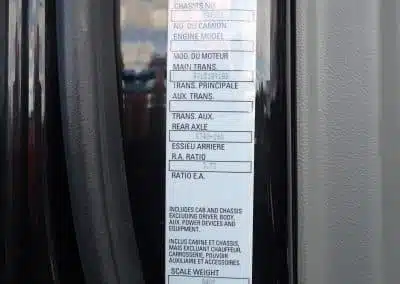 CHASSIS NO.
NO. DU CAMION
ENGINE MODEL
MOD. DU MOTEUR
MAIN TRANS.
TRANS. PRINCIPALE
AUX. TRANS.
TRANS. AUX.
REAR AXLE
ESSIEU ARRIERE
R.A. RATIO
RATIO E.A.
INCLUDES CAB AND CHASSIS
EXCLUDING DRIVER, BODY,
AUX. POWER DEVICES AND
EQUIPMENT.
INCLUS CABINE ET CHASSIS,
MAIS EXCLUANT CHAUFFEUR,
CARROSSERIE, POUVOIR
AUXILIAIRE ET ACCESSOIRES
SCALE WEIGHT